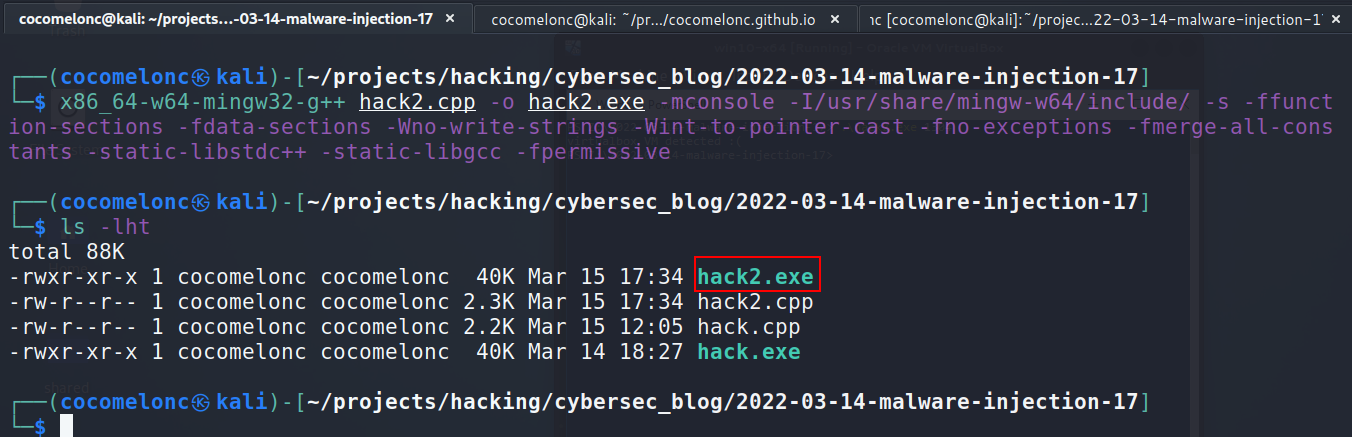 cocomelonc@kali: ~/projects...-03-14-malware-injection-17 × cocomelonc@kali: ~/pr.../cocomelonc.github.io × nc [cocomelonc@kali]:~/projec...22-03-14-malware-injection-17 ×
┌──(cocomelonc㉿kali)-[~/projects/hacking/cybersec_blog/2022-03-14-malware-injection-17]
└─$ x86_64-w64-mingw32-g++ hack2.cpp -o hack2.exe -mconsole -I/usr/share/mingw-w64/include/ -s -ffunct
ion-sections -fdata-sections -Wno-write-strings -Wint-to-pointer-cast -fno-exceptions -fmerge-all-cons
tants -static-libstdc++ -static-libgcc -fpermissive
┌──(cocomelonc㉿kali)-[~/projects/hacking/cybersec_blog/2022-03-14-malware-injection-17]
└─$ ls -lht
total 88K
-rwxr-xr-x 1 cocomelonc cocomelonc  40K Mar 15 17:34 hack2.exe
-rw-r--r-- 1 cocomelonc cocomelonc 2.3K Mar 15 17:34 hack2.cpp
-rw-r--r-- 1 cocomelonc cocomelonc 2.2K Mar 15 12:05 hack.cpp
-rwxr-xr-x 1 cocomelonc cocomelonc  40K Mar 14 18:27 hack.exe
┌──(cocomelonc㉿kali)-[~/projects/hacking/cybersec_blog/2022-03-14-malware-injection-17]
└─$